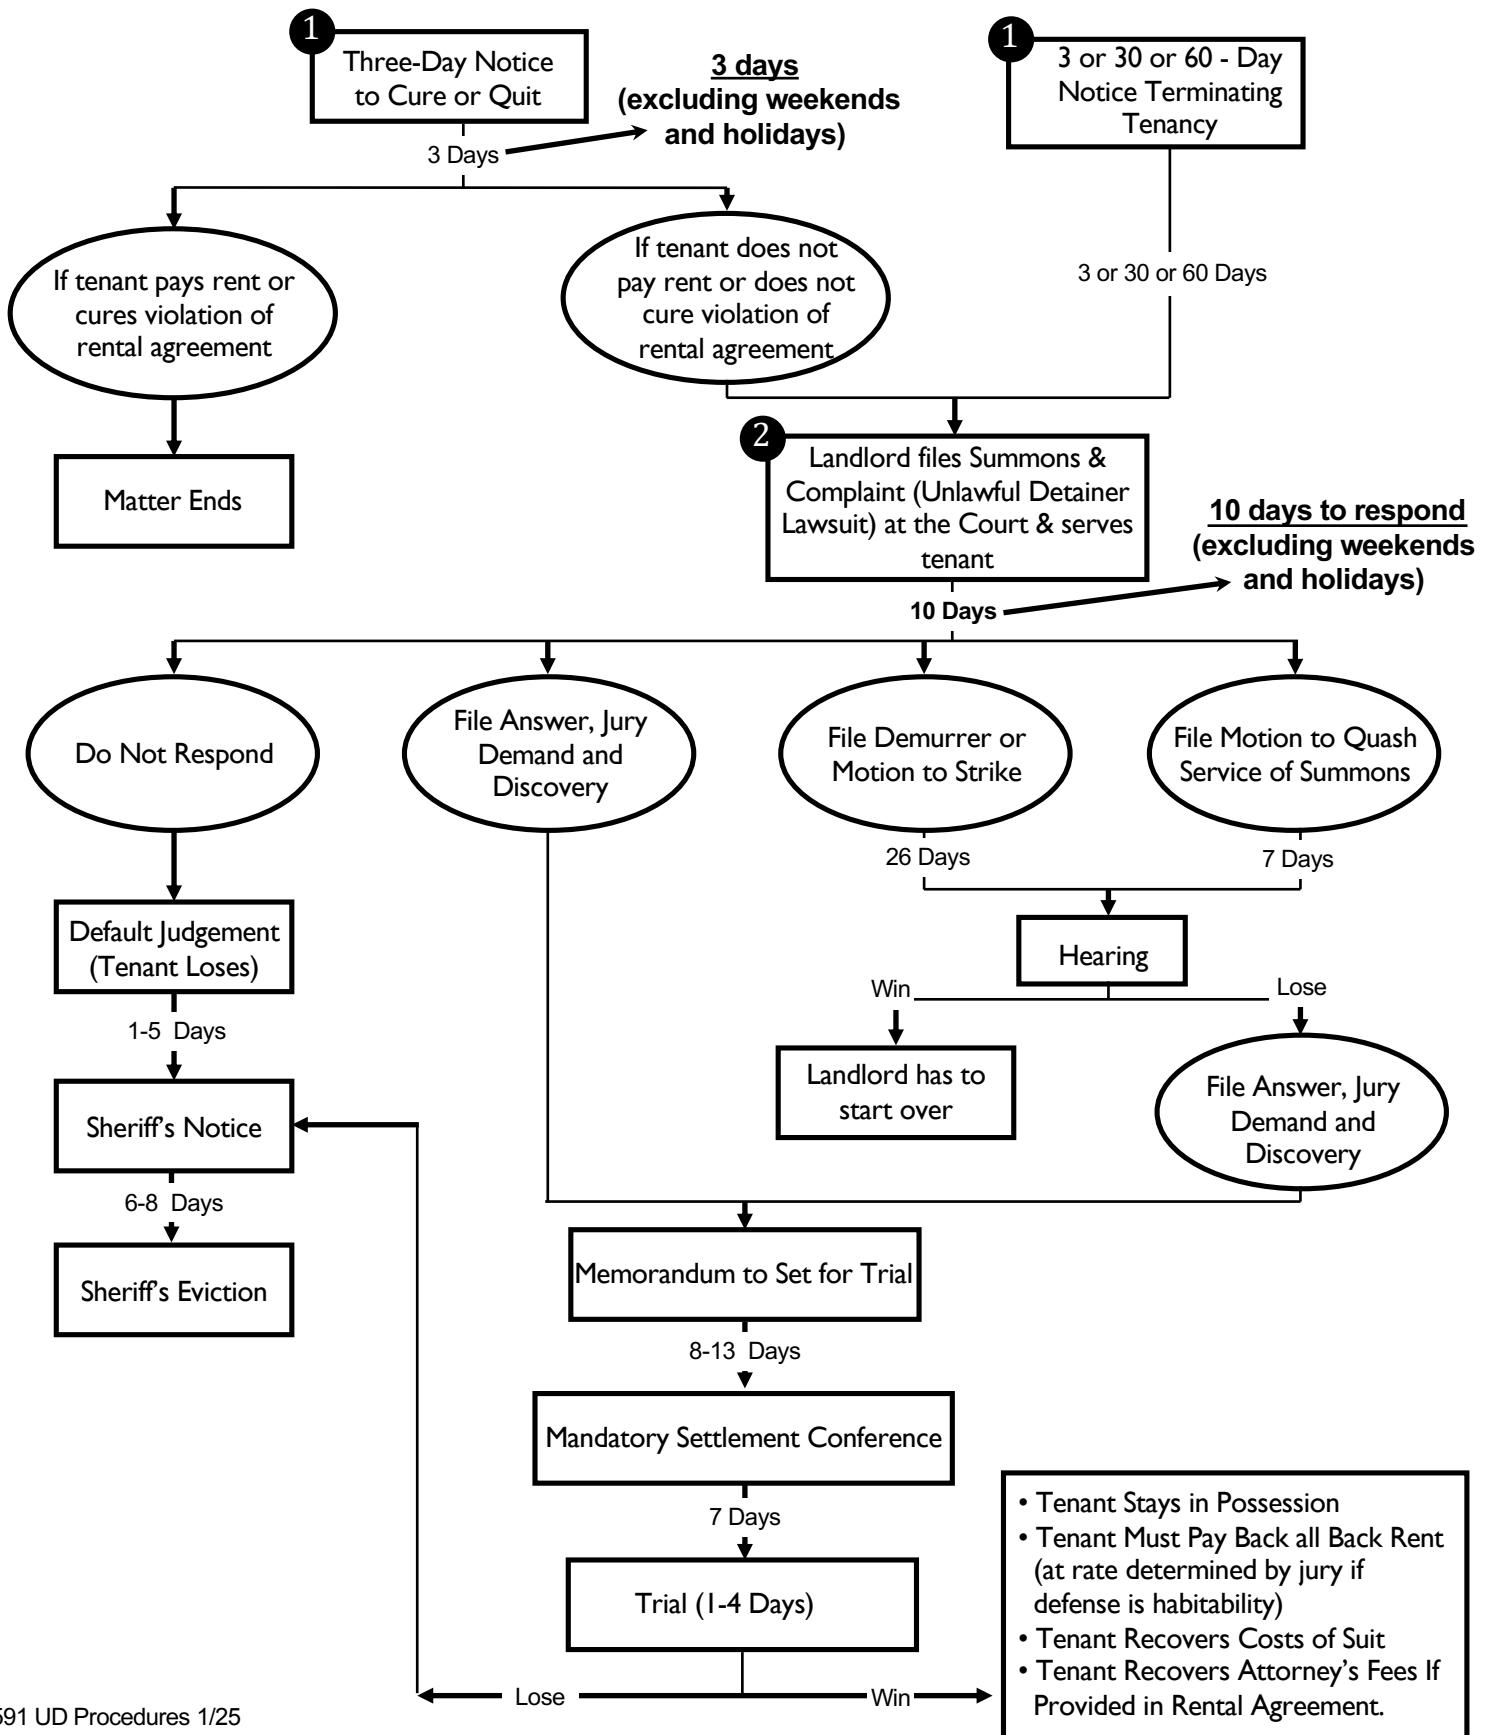 1
Three-Day Notice
to Cure or Quit
3 days
(excluding weekends
and holidays)
1
3 or 30 or 60 - Day
Notice Terminating
Tenancy
3 Days
If tenant pays rent or
cures violation of
rental agreement
If tenant does not
pay rent or does not
cure violation of
rental agreement
3 or 30 or 60 Days
Matter Ends
2
Landlord files Summons &
Complaint (Unlawful Detainer
Lawsuit) at the Court & serves
tenant
10 days to respond
(excluding weekends
and holidays)
10 Days
Do Not Respond
File Answer, Jury
Demand and
Discovery
File Demurrer or
Motion to Strike
File Motion to Quash
Service of Summons
26 Days
7 Days
Default Judgement
(Tenant Loses)
Hearing
Win
Lose
1-5 Days
Landlord has to
start over
File Answer, Jury
Demand and
Discovery
Sheriff's Notice
6-8 Days
Sheriff's Eviction
Memorandum to Set for Trial
8-13 Days
Mandatory Settlement Conference
7 Days
Trial (1-4 Days)
Lose
Win
• Tenant Stays in Possession
• Tenant Must Pay Back all Back Rent
(at rate determined by jury if
defense is habitability)
• Tenant Recovers Costs of Suit
• Tenant Recovers Attorney's Fees If
Provided in Rental Agreement.
591 UD Procedures 1/25